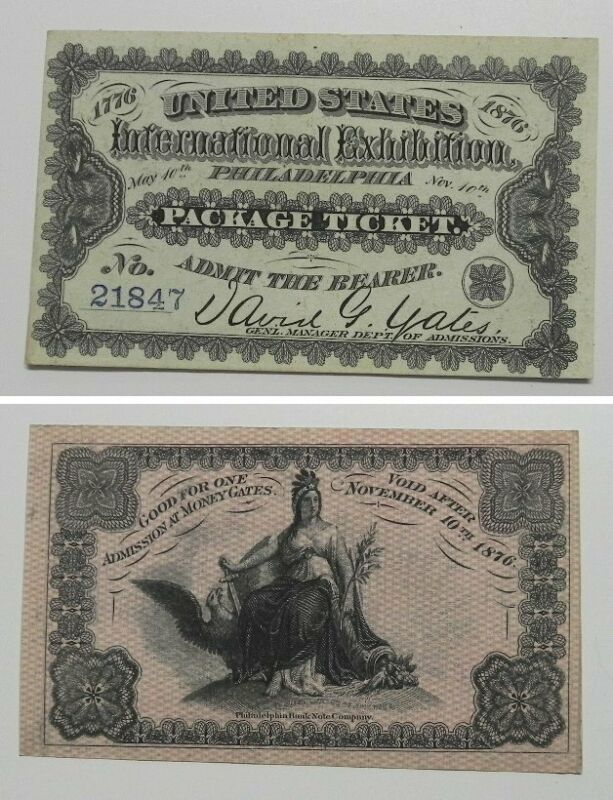 1776 UNITED STATES 1876
International Exhibition,
May 10th PHILADELPHIA Nov. 10th
PACKAGE TICKET.
No. ADMIT THE BEARER.
21847 David G. Yates,
GENL. MANAGER DEPT. OF ADMISSIONS.
GOOD FOR ONE
ADMISSION AT MONEY GATES.
VOID AFTER
NOVEMBER 10TH 1876.
Philadelphia Bank Note Company.